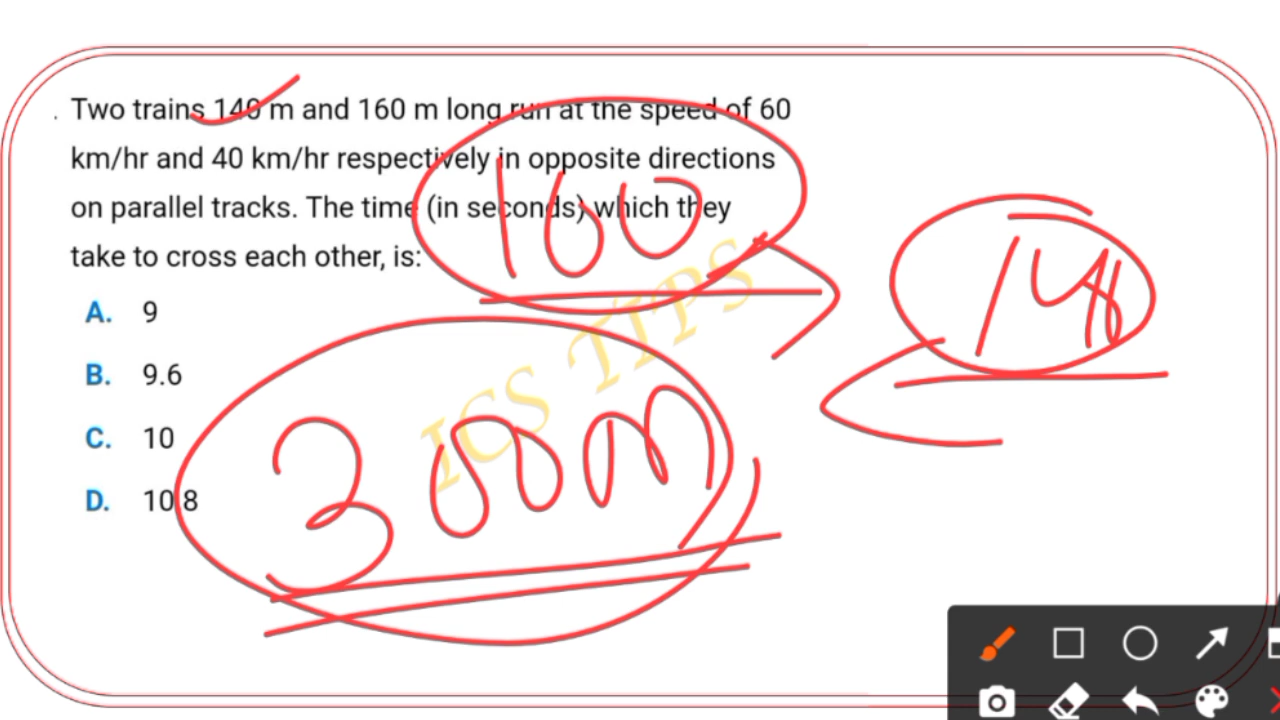 . Two trains 140 m and 160 m long run at the speed of 60
km/hr and 40 km/hr respectively in opposite directions
on parallel tracks. The time (in seconds) which they
take to cross each other, is:
160
14
A. 9
B. 9.6
C. 10
D. 10.8
300m
ICS TIPS